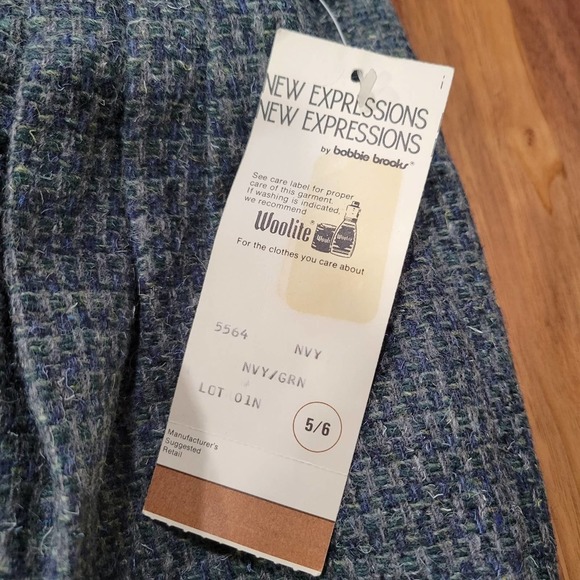 NEW EXPRESSIONS
NEW EXPRESSIONS
by bobbie brooks®
See care label for proper
care of this garment.
If washing is indicated,
we recommend
Woolite®
Woolite
For the clothes you care about
5564 NVY
NVY/GRN
LOT 01N
5/6
Manufacturer's
Suggested
Retail